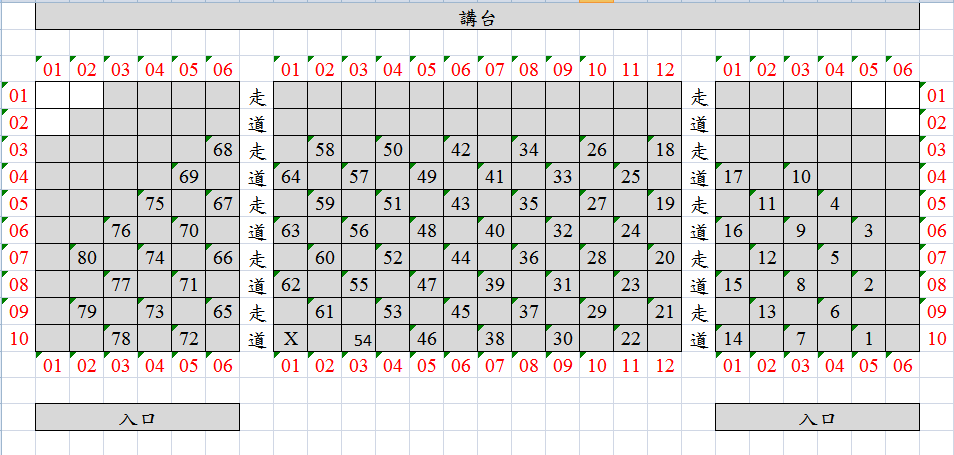 講台
01 02 03 04 05 06 01 02 03 04 05 06 07 08 09 10 11 12 01 02 03 04 05 06
01 走 走 01
02 道 道 02
03 68 走 58 50 42 34 26 18 走 03
04 69 道 64 57 49 41 33 25 道 17 10 04
05 75 67 走 59 51 43 35 27 19 走 11 4 05
06 76 70 道 63 56 48 40 32 24 道 16 9 3 06
07 80 74 66 走 60 52 44 36 28 20 走 12 5 07
08 77 71 道 62 55 47 39 31 23 道 15 8 2 08
09 79 73 65 走 61 53 45 37 29 21 走 13 6 09
10 78 72 道 X 54 46 38 30 22 道 14 7 1 10
01 02 03 04 05 06 01 02 03 04 05 06 07 08 09 10 11 12 01 02 03 04 05 06
入口 入口